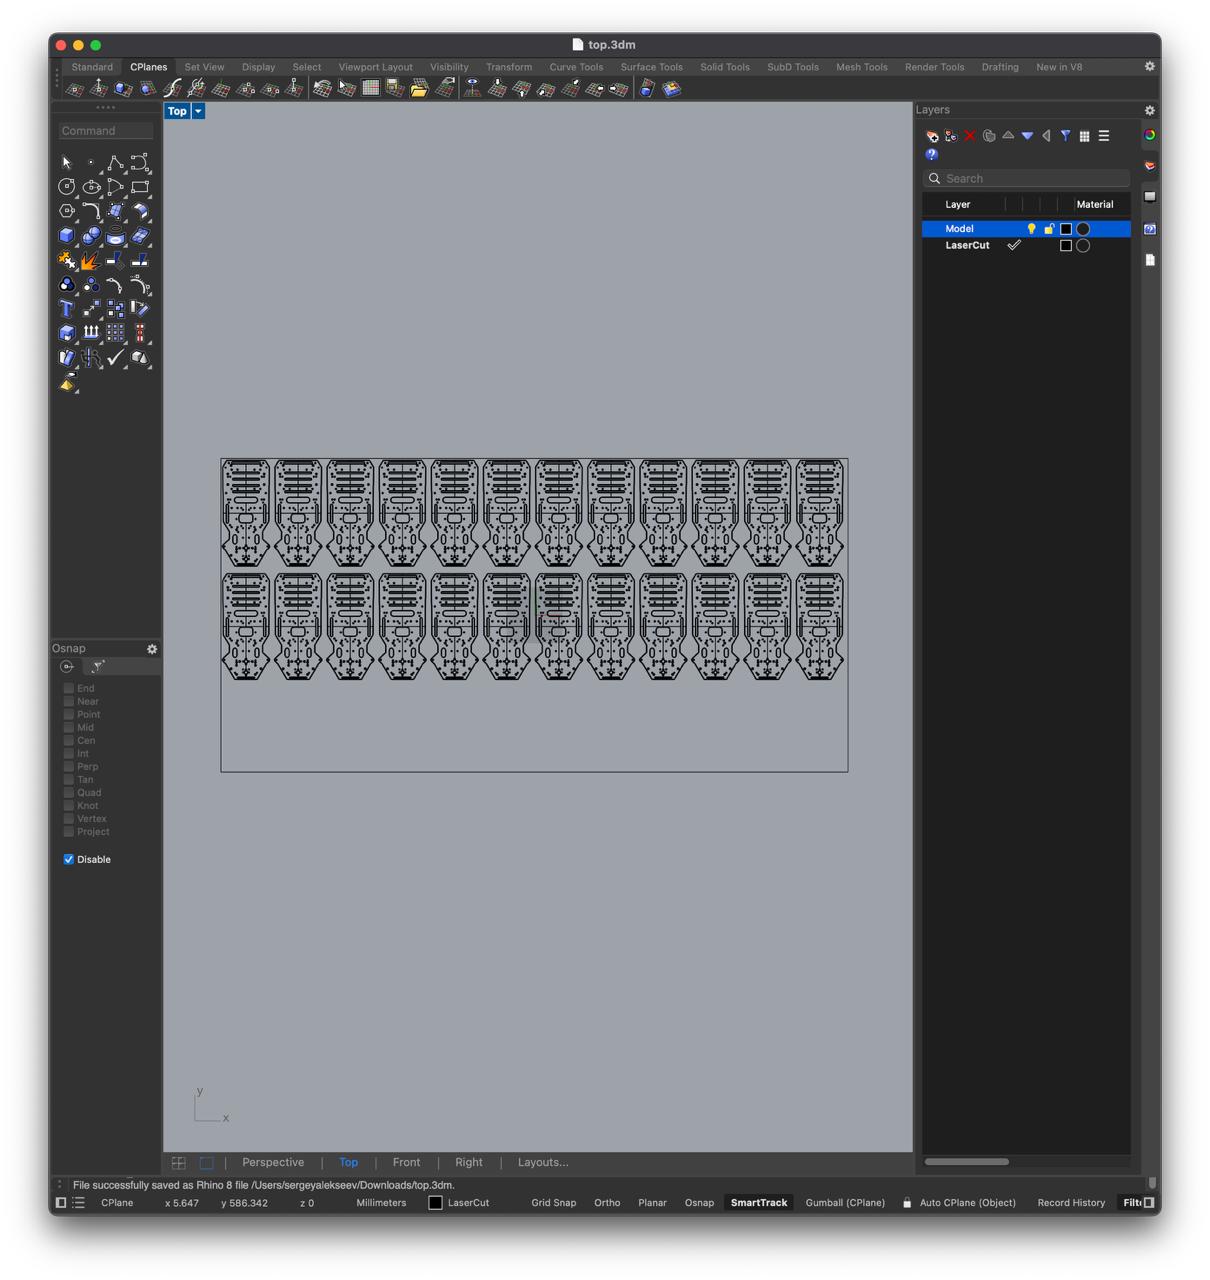 top.3dm
Standard CPlanes Set View Display Select Viewport Layout Visibility Transform Curve Tools Surface Tools Solid Tools SubD Tools Mesh Tools Render Tools Drafting New in V8
Top
Command
Layers
Search
Layer Material
Model
LaserCut
Osnap
End
Near
Point
Mid
Cen
Int
Perp
Tan
Quad
Knot
Vertex
Project
Disable
y
x
Perspective Top Front Right Layouts...
File successfully saved as Rhino 8 file /Users/sergeyalekseev/Downloads/top.3dm.
CPlane x 5.647 y 586.342 z 0 Millimeters LaserCut Grid Snap Ortho Planar Osnap SmartTrack Gumball (CPlane) Auto CPlane (Object) Record History Filt